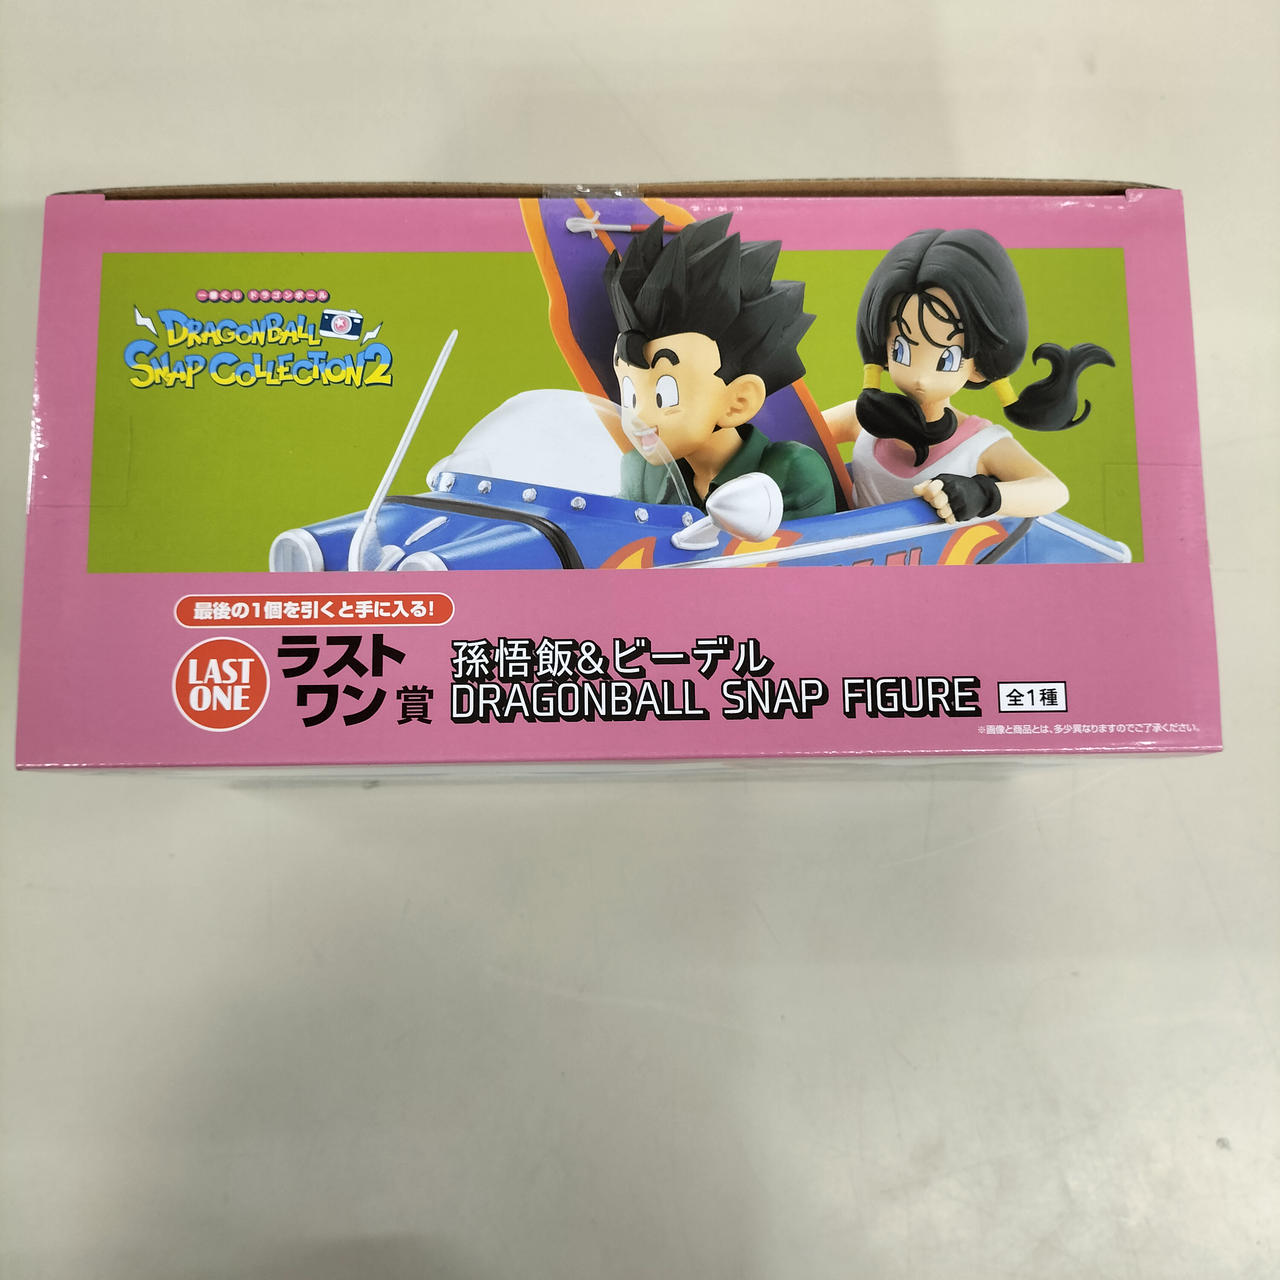 一番くじ ドラゴンボール
DRAGONBALL
SNAP COLLECTION2
最後の1個を引くと手に入る!
LAST
ONE
ラスト
ワン賞
孫悟飯&ビーデル
DRAGONBALL SNAP FIGURE
全1種
※画像と商品とは、多少異なりますのでご了承ください。